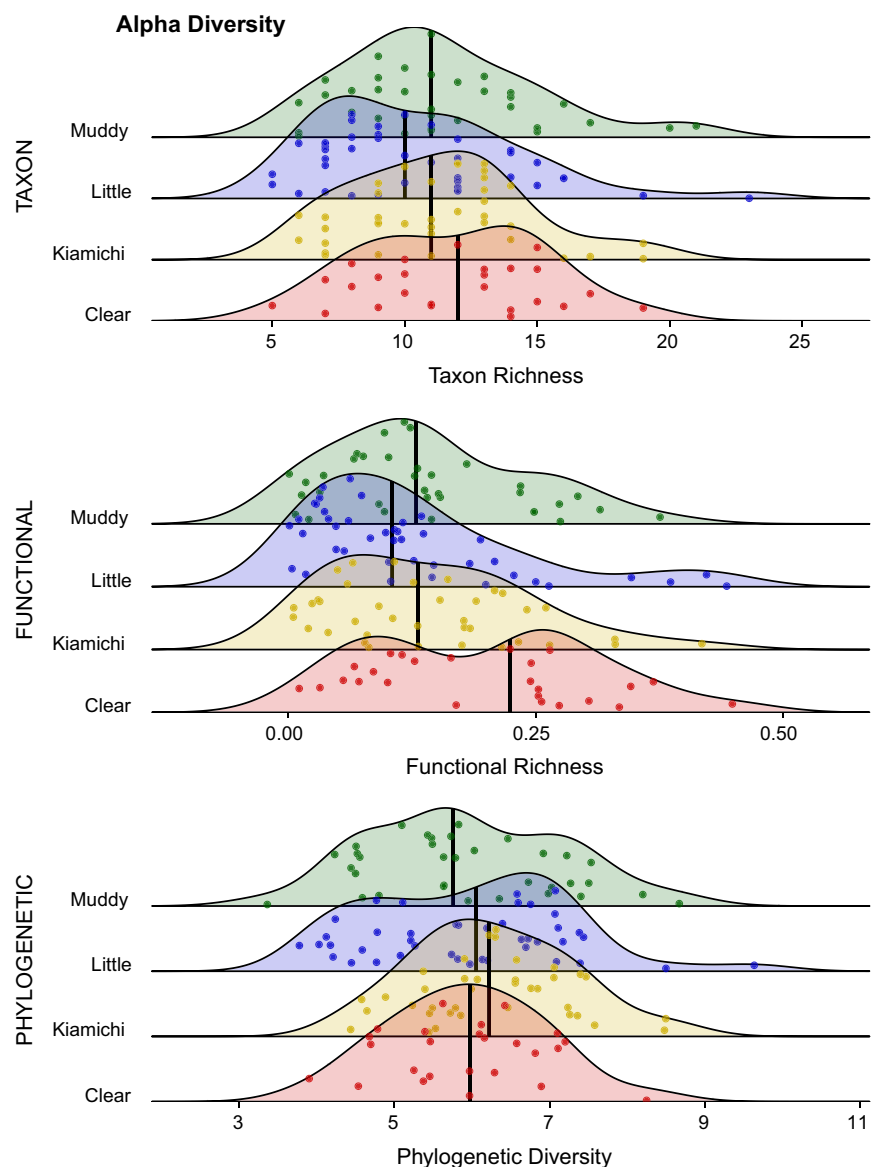 Alpha Diversity
TAXON
Muddy
Little
Kiamichi
Clear
5 10 15 20 25
Taxon Richness
FUNCTIONAL
Muddy
Little
Kiamichi
Clear
0.00 0.25 0.50
Functional Richness
PHYLOGENETIC
Muddy
Little
Kiamichi
Clear
3 5 7 9 11
Phylogenetic Diversity